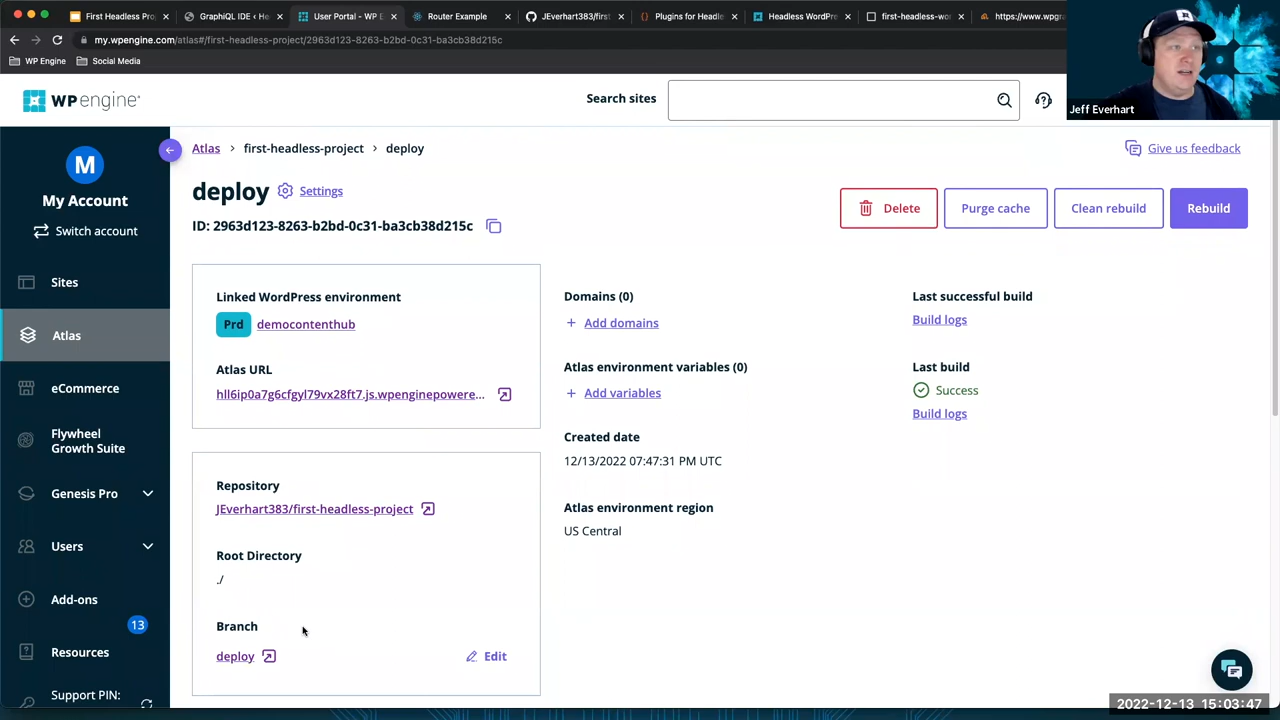 First Headless Pro
GraphiQL IDE ‹ He
User Portal - WP E
Router Example
JEverhart383/first
Plugins for Headle
Headless WordPre
first-headless-wo
https://www.wpgra
my.wpengine.com/atlas#/first-headless-project/2963d123-8263-b2bd-0c31-ba3cb38d215c
WP Engine
Social Media
Jeff Everhart
WP engine
Search sites
M
My Account
Switch account
Sites
Atlas
eCommerce
Flywheel
Growth Suite
Genesis Pro
Users
Add-ons
13
Resources
Support PIN:
Atlas > first-headless-project > deploy
Give us feedback
deploy Settings
ID: 2963d123-8263-b2bd-0c31-ba3cb38d215c
Delete
Purge cache
Clean rebuild
Rebuild
Linked WordPress environment
Prd democontenthub
Atlas URL
hll6ip0a7g6cfgyl79vx28ft7.js.wpenginepowere...
Repository
JEverhart383/first-headless-project
Root Directory
./
Branch
deploy
Edit
Domains (0)
+ Add domains
Atlas environment variables (0)
+ Add variables
Created date
12/13/2022 07:47:31 PM UTC
Atlas environment region
US Central
Last successful build
Build logs
Last build
Success
Build logs
2022-12-13 15:03:47